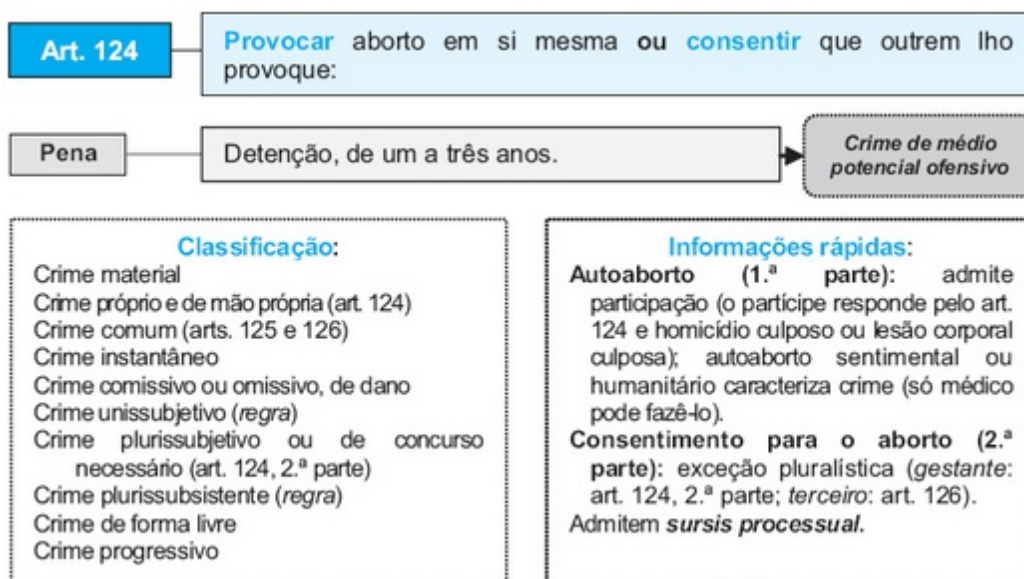 Art. 124
Provocar aborto em si mesma ou consentir que outrem lho
provoque:
Pena
Detenção, de um a três anos.
Crime de médio
potencial ofensivo
Classificação:
Crime material
Crime próprio e de mão própria (art. 124)
Crime comum (arts. 125 e 126)
Crime instantâneo
Crime comissivo ou omissivo, de dano
Crime unissubjetivo (regra)
Crime plurissubjetivo ou de concurso
necessário (art. 124, 2.ª parte)
Crime plurissubsistente (regra)
Crime de forma livre
Crime progressivo
Informações rápidas:
Autoaborto (1.ª parte): admite
participação (o partícipe responde pelo art.
124 e homicídio culposo ou lesão corporal
culposa); autoaborto sentimental ou
humanitário caracteriza crime (só médico
pode fazê-lo).
Consentimento para o aborto (2.ª
parte): exceção pluralística (gestante:
art. 124, 2.ª parte; terceiro: art. 126).
Admitem sursis processual.